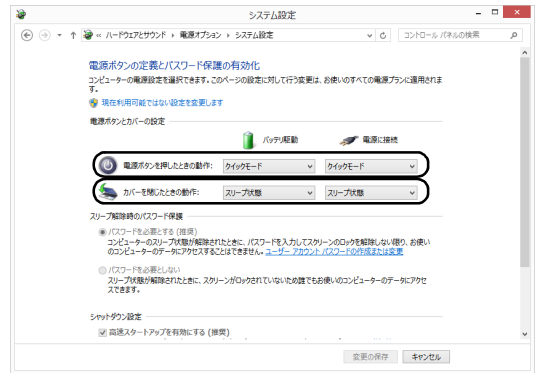 システム設定
« ハードウェアとサウンド ▸ 電源オプション ▸ システム設定
コントロール パネルの検索
電源ボタンの定義とパスワード保護の有効化
コンピューターの電源設定を選択できます。このページの設定に対して行う変更は、お使いのすべての電源プランに適用されま
す。
現在利用可能ではない設定を変更します
電源ボタンとカバーの設定
バッテリ駆動 電源に接続
電源ボタンを押したときの動作: クイックモード クイックモード
カバーを閉じたときの動作: スリープ状態 スリープ状態
スリープ解除時のパスワード保護
パスワードを必要とする (推奨)
コンピューターのスリープ状態が解除されたときに、パスワードを入力してスクリーンのロックを解除しない限り、お使い
のコンピューターのデータにアクセスすることはできません。ユーザー アカウント パスワードの作成または変更
パスワードを必要としない
スリープ状態が解除されたときに、スクリーンがロックされていないため誰でもお使いのコンピューターのデータにアクセ
スできます。
シャットダウン設定
高速スタートアップを有効にする (推奨)
変更の保存 キャンセル